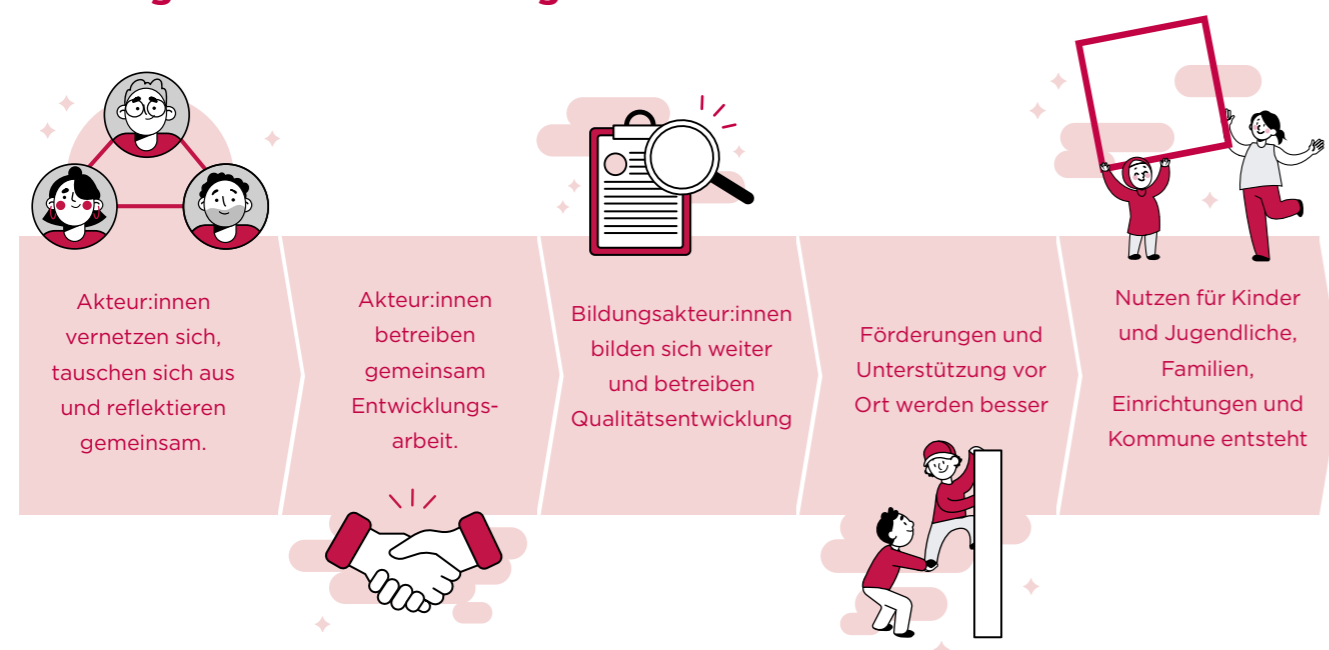 Akteur:innen
vernetzen sich,
tauschen sich aus
und reflektieren
gemeinsam.
Akteur:innen
betreiben
gemeinsam
Entwicklungs-
arbeit.
Bildungsakteur:innen
bilden sich weiter
und betreiben
Qualitätsentwicklung
Förderungen und
Unterstützung vor
Ort werden besser
Nutzen für Kinder
und Jugendliche,
Familien,
Einrichtungen und
Kommune entsteht